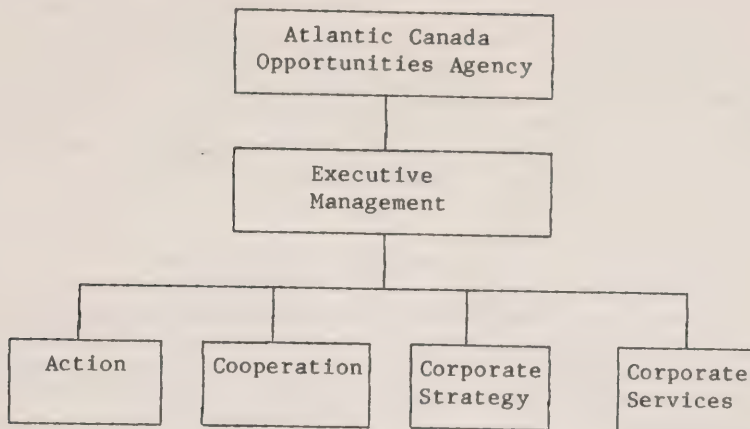 Atlantic Canada
Opportunities Agency
Executive
Management
Action
Cooperation
Corporate
Strategy
Corporate
Services